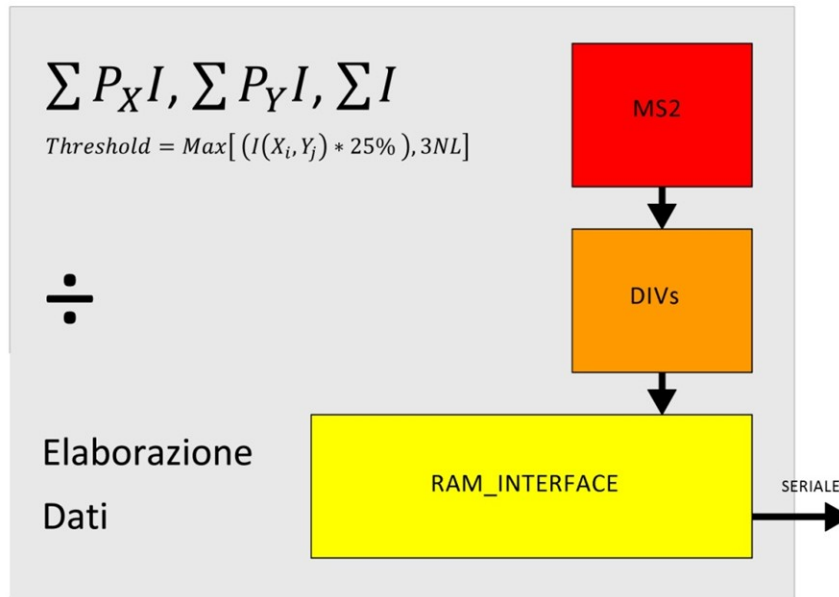 ∑ P_X I, ∑ P_Y I, ∑ I
Threshold = Max[ (I(X_i, Y_j) * 25% ), 3NL]
MS2
÷
DIVs
Elaborazione
Dati
RAM_INTERFACE
SERIALE